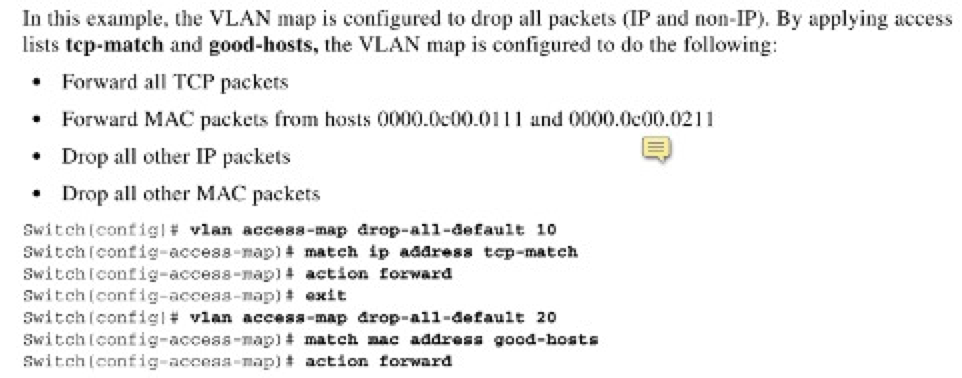 In this example, the VLAN map is configured to drop all packets (IP and non-IP). By applying access
lists tcp-match and good-hosts, the VLAN map is configured to do the following:
• Forward all TCP packets
• Forward MAC packets from hosts 0000.0c00.0111 and 0000.0c00.0211
• Drop all other IP packets
• Drop all other MAC packets
Switch(config)# vlan access-map drop-all-default 10
Switch(config-access-map)# match ip address tcp-match
Switch(config-access-map)# action forward
Switch(config-access-map)# exit
Switch(config)# vlan access-map drop-all-default 20
Switch(config-access-map)# match mac address good-hosts
Switch(config-access-map)# action forward